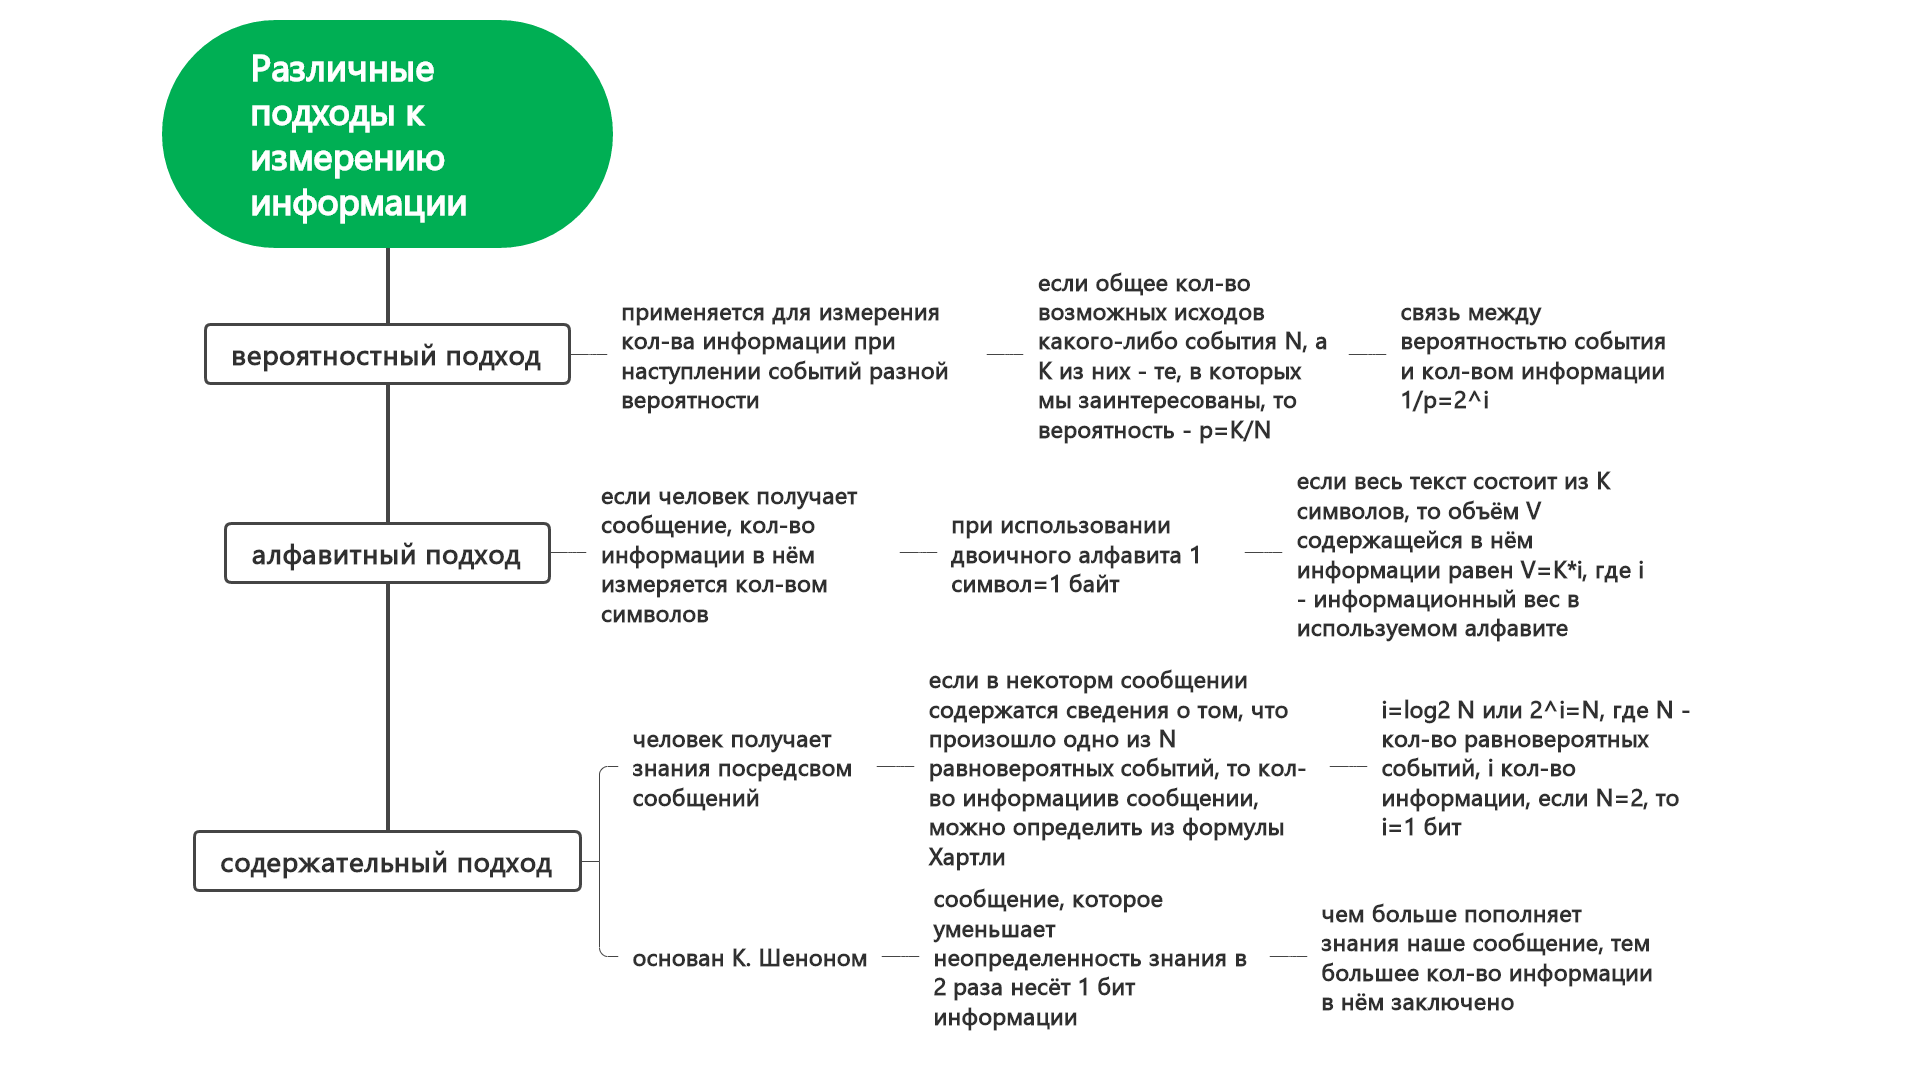 Различные
подходы к
измерению
информации
вероятностный подход
применяется для измерения
кол-ва информации при
наступлении событий разной
вероятности
если общее кол-во
возможных исходов
какого-либо события N, а
K из них - те, в которых
мы заинтересованы, то
вероятность - p=K/N
связь между
вероятностьтю события
и кол-вом информации
1/p=2^i
алфавитный подход
если человек получает
сообщение, кол-во
информации в нём
измеряется кол-вом
символов
при использовании
двоичного алфавита 1
символ=1 байт
если весь текст состоит из K
символов, то объём V
содержащейся в нём
информации равен V=K*i, где i
- информационный вес в
используемом алфавите
содержательный подход
человек получает
знания посредсвом
сообщений
если в некоторм сообщении
содержатся сведения о том, что
произошло одно из N
равновероятных событий, то кол-
во информациив сообщении,
можно определить из формулы
Хартли
i=log2 N или 2^i=N, где N -
кол-во равновероятных
событий, i кол-во
информации, если N=2, то
i=1 бит
основан К. Шеноном
сообщение, которое
уменьшает
неопределенность знания в
2 раза несёт 1 бит
информации
чем больше пополняет
знания наше сообщение, тем
большее кол-во информации
в нём заключено